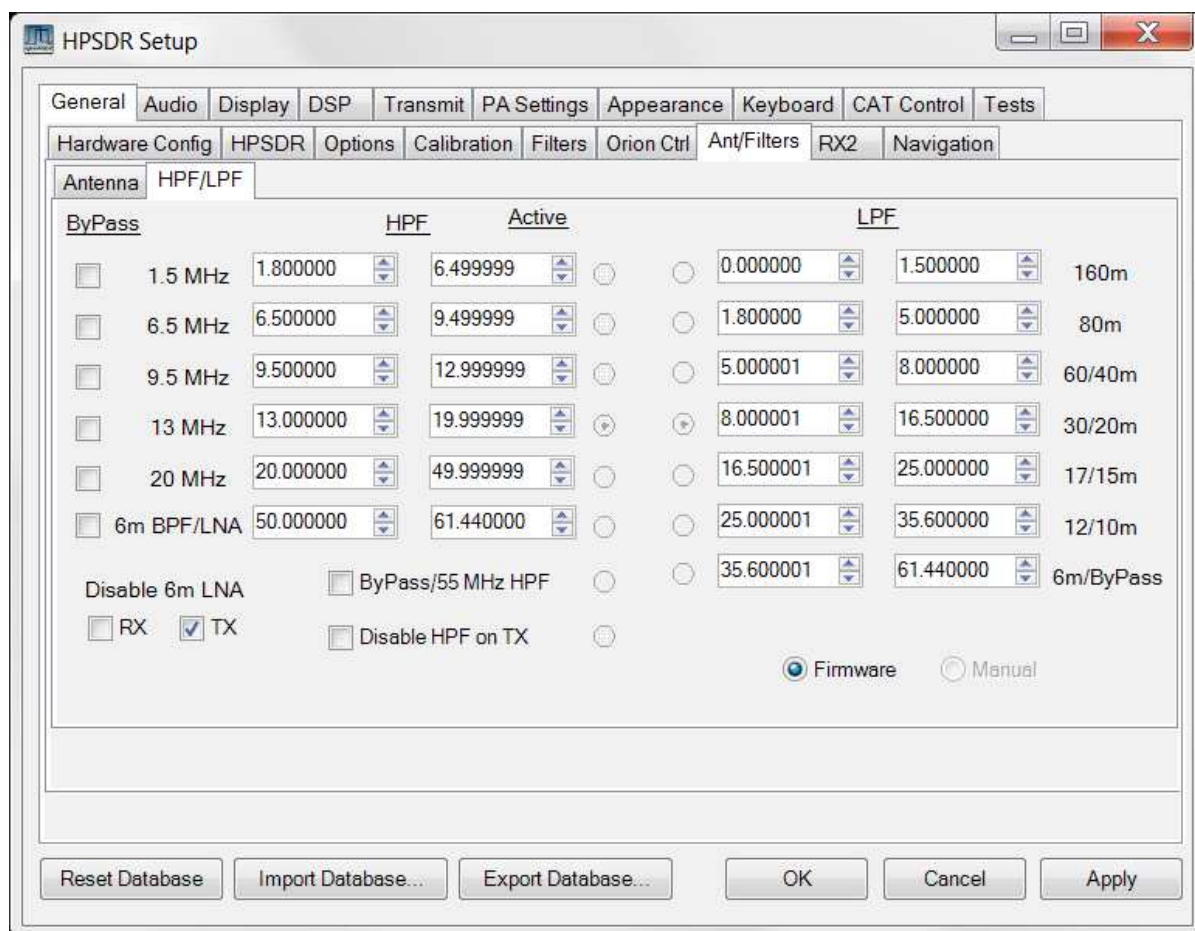 HPSDR Setup
General Audio Display DSP Transmit PA Settings Appearance Keyboard CAT Control Tests
Hardware Config HPSDR Options Calibration Filters Orion Ctrl Ant/Filters RX2 Navigation
Antenna HPF/LPF
ByPass HPF Active LPF
1.5 MHz 1.800000 6.499999 0.000000 1.500000 160m
6.5 MHz 6.500000 9.499999 1.800000 5.000000 80m
9.5 MHz 9.500000 12.999999 5.000001 8.000000 60/40m
13 MHz 13.000000 19.999999 8.000001 16.500000 30/20m
20 MHz 20.000000 49.999999 16.500001 25.000000 17/15m
6m BPF/LNA 50.000000 61.440000 25.000001 35.600000 12/10m
ByPass/55 MHz HPF 35.600001 61.440000 6m/ByPass
Disable 6m LNA
RX TX Disable HPF on TX
Firmware Manual
Reset Database Import Database... Export Database... OK Cancel Apply